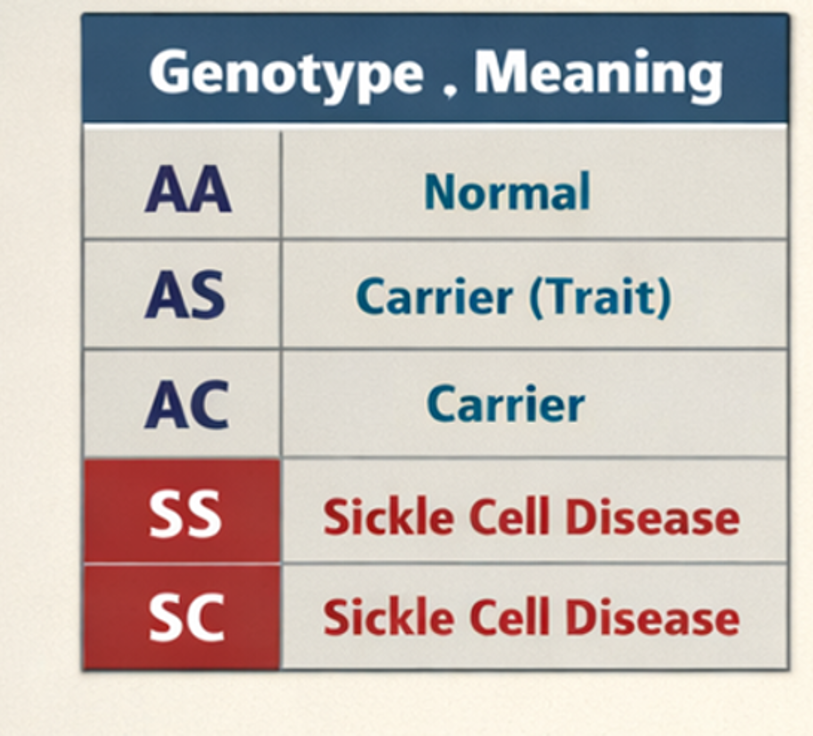 Genotype , Meaning
AA Normal
AS Carrier (Trait)
AC Carrier
SS Sickle Cell Disease
SC Sickle Cell Disease